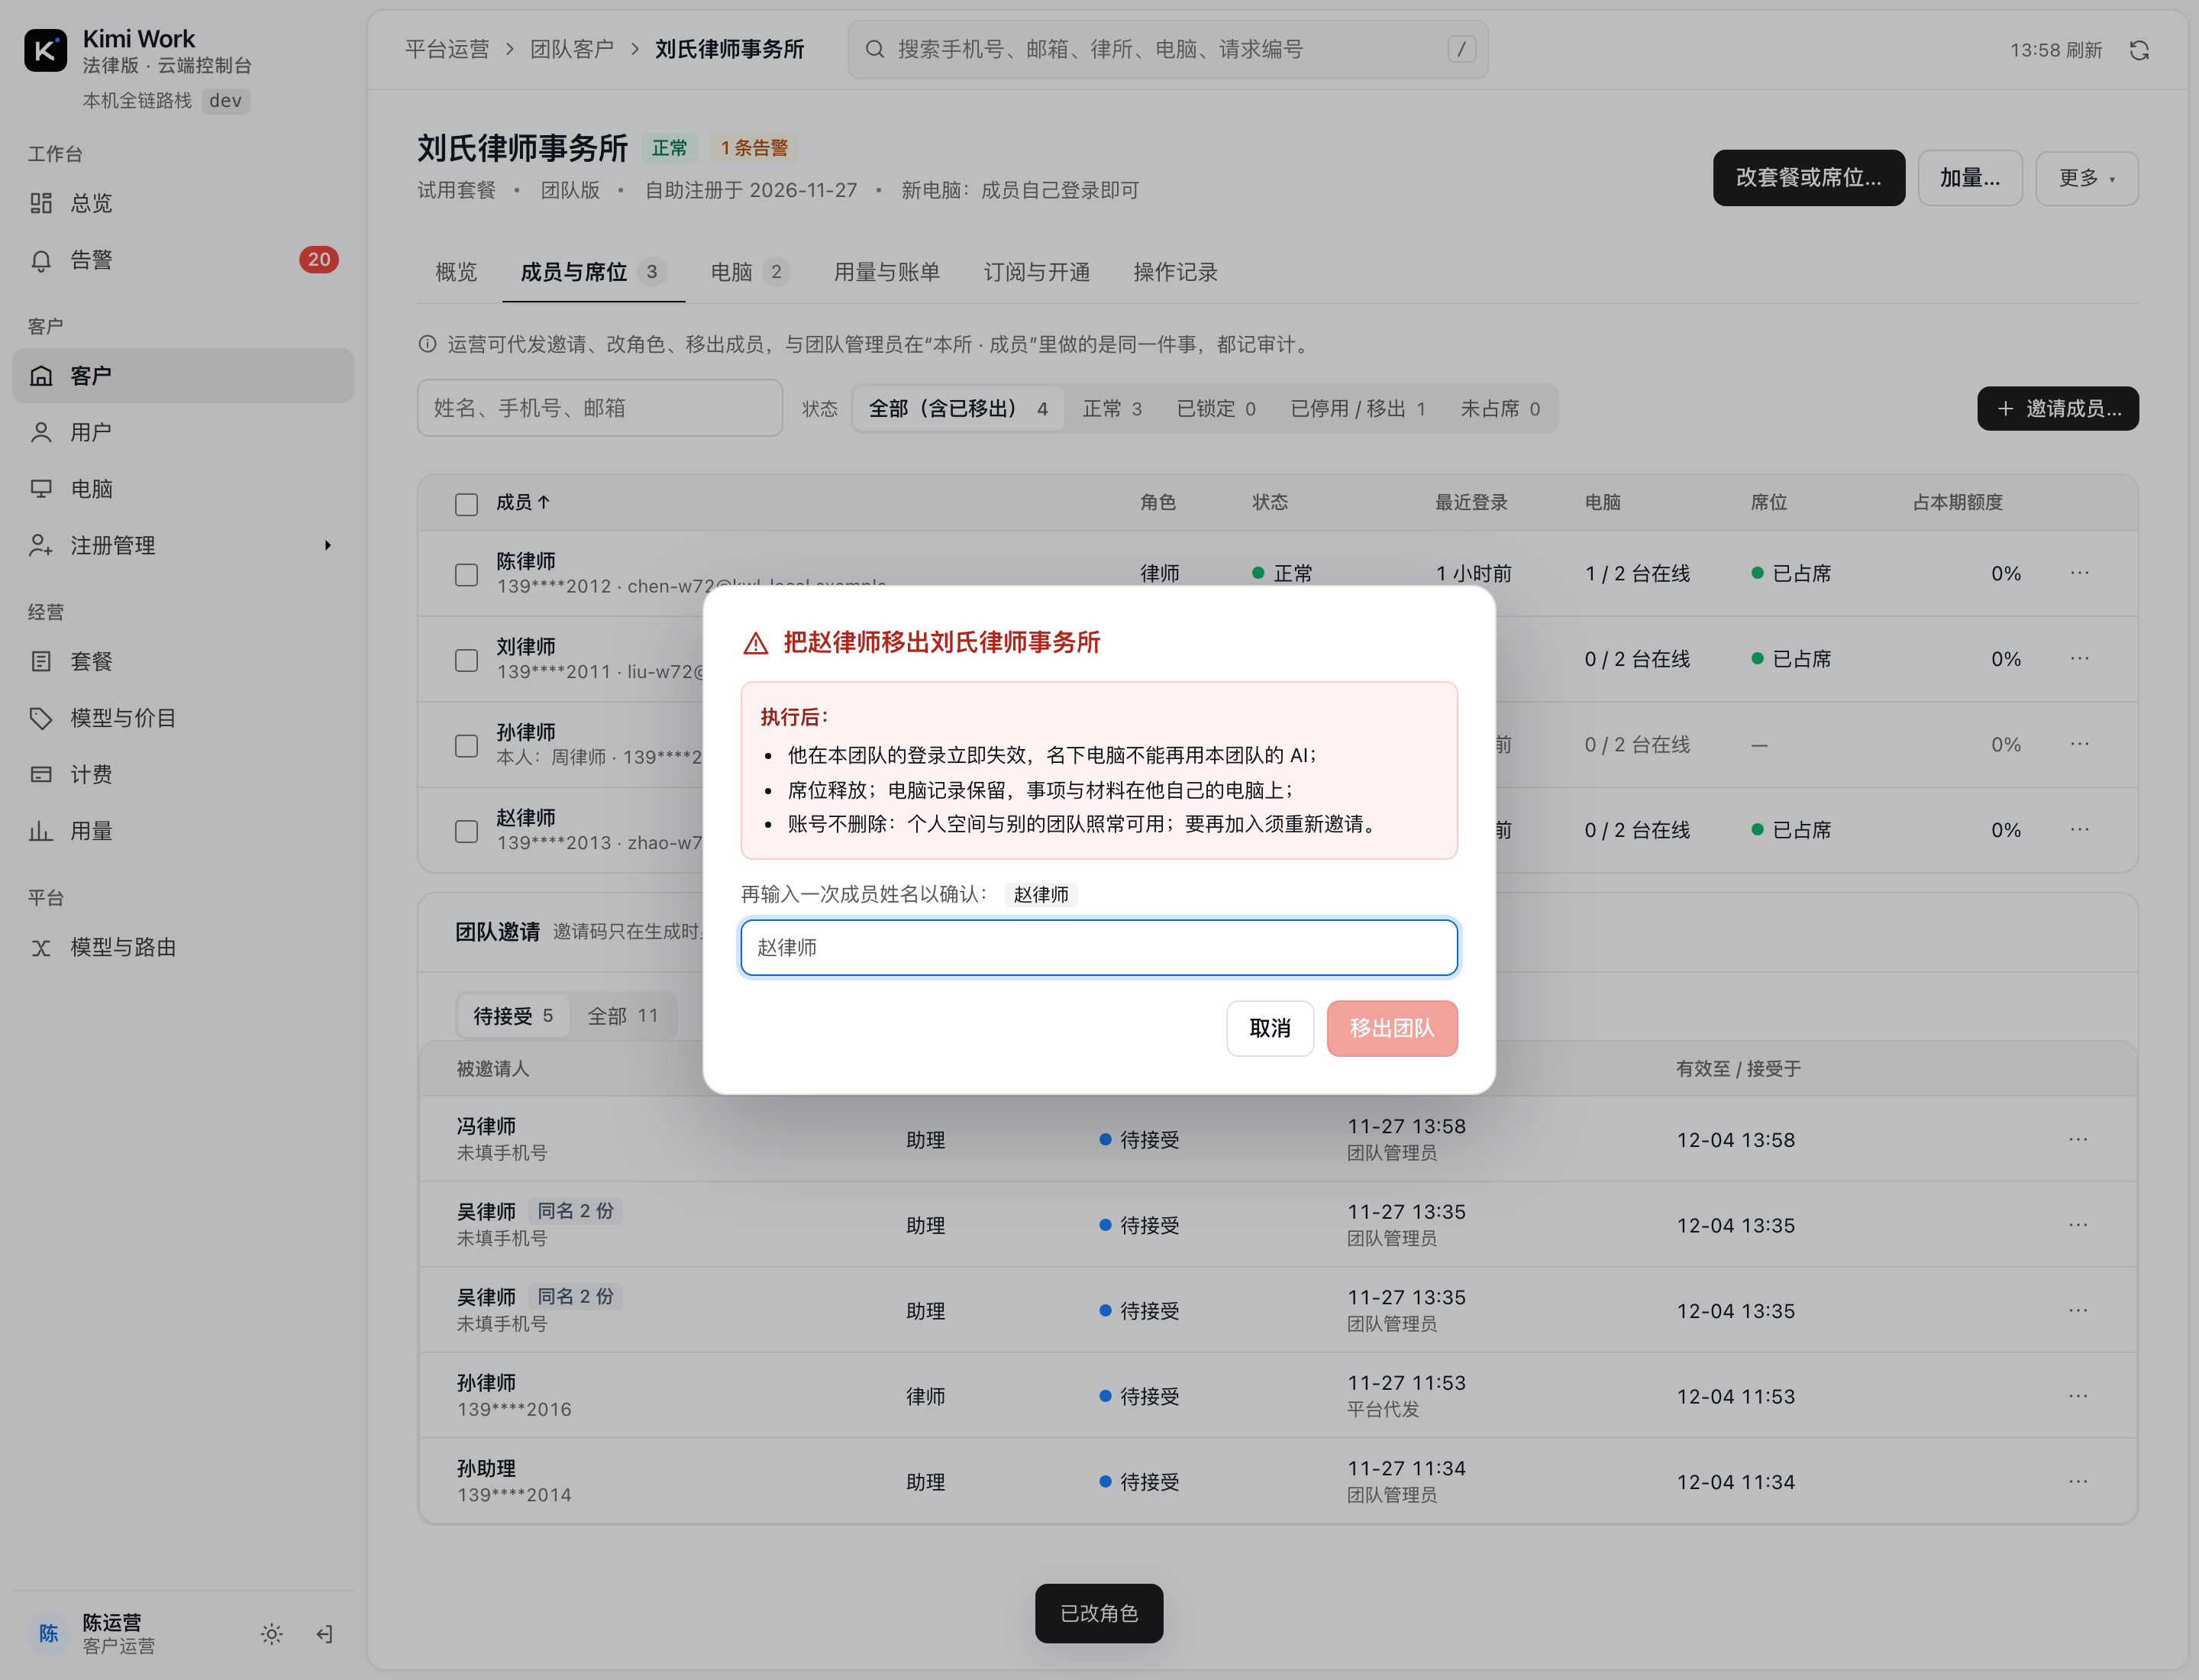 Kimi Work
法律版 · 云端控制台
本机全链路栈 dev
工作台
总览
告警 20
客户
客户
用户
电脑
注册管理
经营
套餐
模型与价目
计费
用量
平台
模型与路由
陈 陈运营
客户运营
平台运营 > 团队客户 > 刘氏律师事务所
搜索手机号、邮箱、律所、电脑、请求编号 /
13:58 刷新
刘氏律师事务所 正常 1 条告警
试用套餐 • 团队版 • 自助注册于 2026-11-27 • 新电脑：成员自己登录即可
改套餐或席位... 加量... 更多
概览 成员与席位 3 电脑 2 用量与账单 订阅与开通 操作记录
运营可代发邀请、改角色、移出成员，与团队管理员在“本所 · 成员”里做的是同一件事，都记审计。
姓名、手机号、邮箱 状态 全部（含已移出） 4 正常 3 已锁定 0 已停用 / 移出 1 未占席 0 + 邀请成员...
成员 ↑ 角色 状态 最近登录 电脑 席位 占本期额度
陈律师 律师 正常 1 小时前 1 / 2 台在线 已占席 0% ···
139****2012 · chen-w72@kwl-local.example
刘律师 0 / 2 台在线 已占席 0% ···
139****2011 · liu-w72@
孙律师 前 0 / 2 台在线 — 0% ···
本人：周律师 · 139****2
赵律师 前 0 / 2 台在线 已占席 0% ···
139****2013 · zhao-w7
把赵律师移出刘氏律师事务所
执行后：
• 他在本团队的登录立即失效，名下电脑不能再用本团队的 AI；
• 席位释放；电脑记录保留，事项与材料在他自己的电脑上；
• 账号不删除：个人空间与别的团队照常可用；要再加入须重新邀请。
再输入一次成员姓名以确认： 赵律师
赵律师
取消 移出团队
团队邀请 邀请码只在生成时
待接受 5 全部 11
被邀请人 有效至 / 接受于
冯律师 助理 待接受 11-27 13:58 12-04 13:58 ···
未填手机号 团队管理员
吴律师 同名 2 份 助理 待接受 11-27 13:35 12-04 13:35 ···
未填手机号 团队管理员
吴律师 同名 2 份 助理 待接受 11-27 13:35 12-04 13:35 ···
未填手机号 团队管理员
孙律师 律师 待接受 11-27 11:53 12-04 11:53 ···
139****2016 平台代发
孙助理 助理 待接受 11-27 11:34 12-04 11:34 ···
139****2014 团队管理员
已改角色